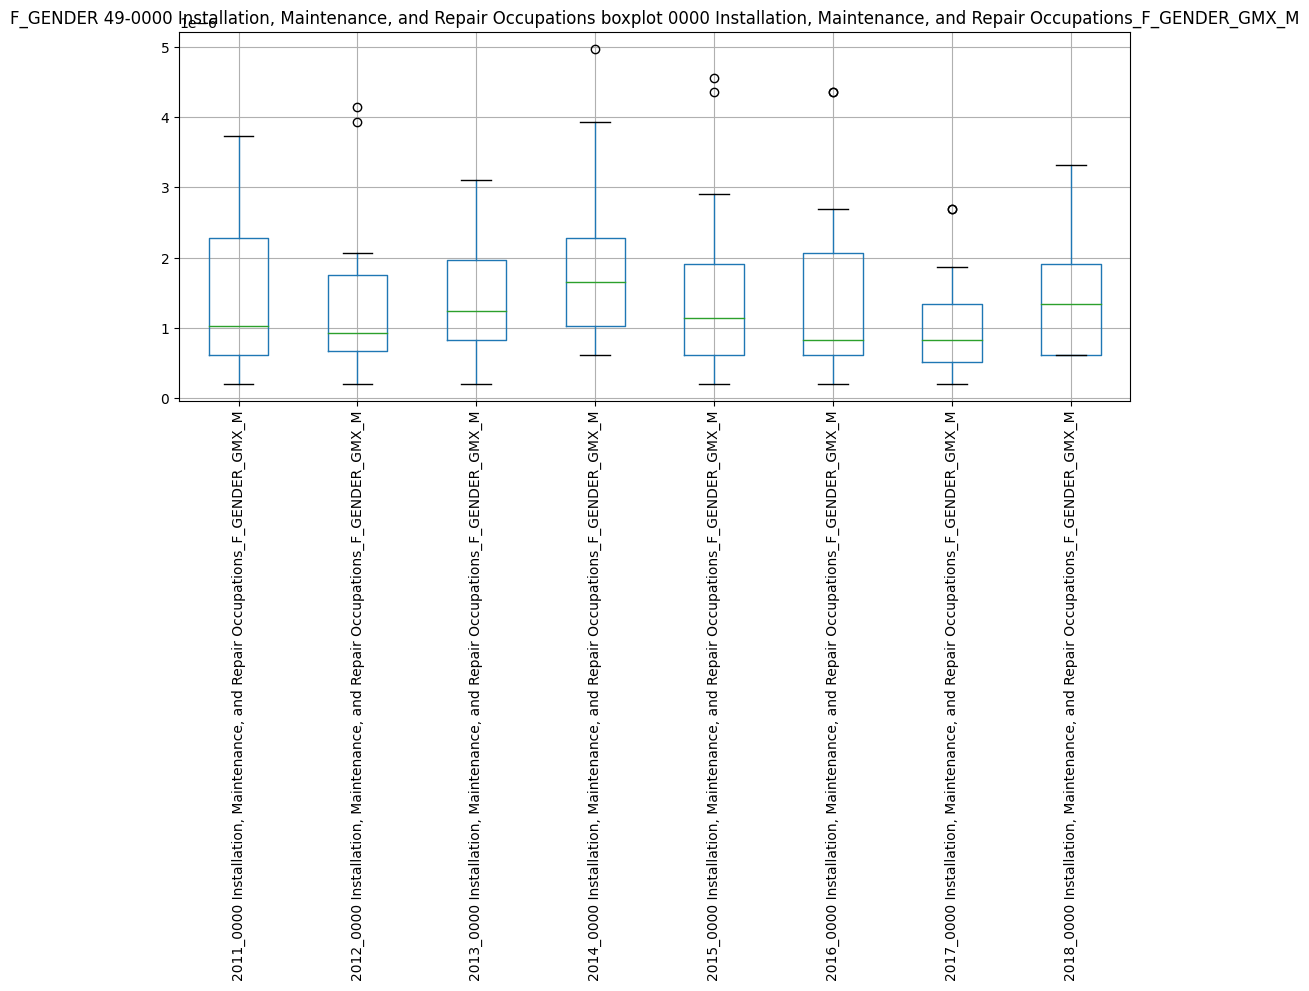 F_GENDER 49-0000 Installation, Maintenance, and Repair Occupations boxplot 0000 Installation, Maintenance, and Repair Occupations_F_GENDER_GMX_M
1e−6
5
4
3
2
1
0
2011_0000 Installation, Maintenance, and Repair Occupations_F_GENDER_GMX_M
2012_0000 Installation, Maintenance, and Repair Occupations_F_GENDER_GMX_M
2013_0000 Installation, Maintenance, and Repair Occupations_F_GENDER_GMX_M
2014_0000 Installation, Maintenance, and Repair Occupations_F_GENDER_GMX_M
2015_0000 Installation, Maintenance, and Repair Occupations_F_GENDER_GMX_M
2016_0000 Installation, Maintenance, and Repair Occupations_F_GENDER_GMX_M
2017_0000 Installation, Maintenance, and Repair Occupations_F_GENDER_GMX_M
2018_0000 Installation, Maintenance, and Repair Occupations_F_GENDER_GMX_M